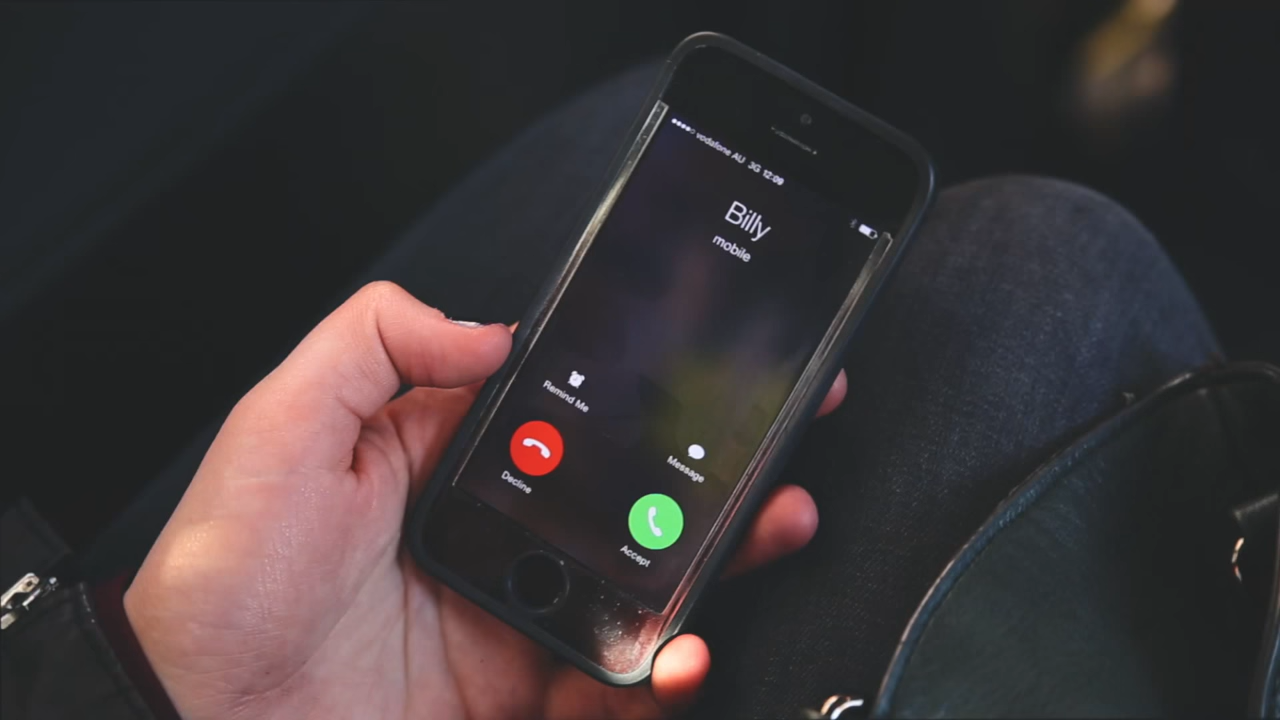 vodafone AU 3G 12:09
Billy
mobile
Remind Me
Message
Decline
Accept